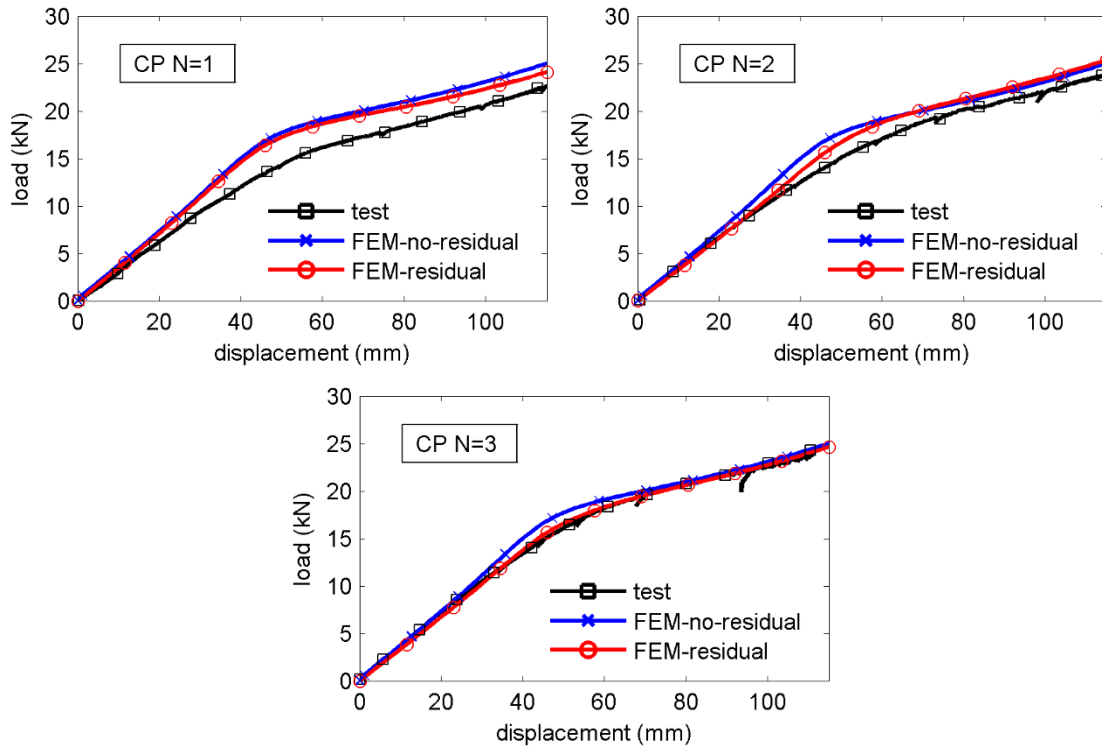 30
25
20
15
10
5
0
load (kN)
CP N=1
test
FEM-no-residual
FEM-residual
0 20 40 60 80 100
displacement (mm)
30
25
20
15
10
5
0
load (kN)
CP N=2
test
FEM-no-residual
FEM-residual
0 20 40 60 80 100
displacement (mm)
30
25
20
15
10
5
0
load (kN)
CP N=3
test
FEM-no-residual
FEM-residual
0 20 40 60 80 100
displacement (mm)